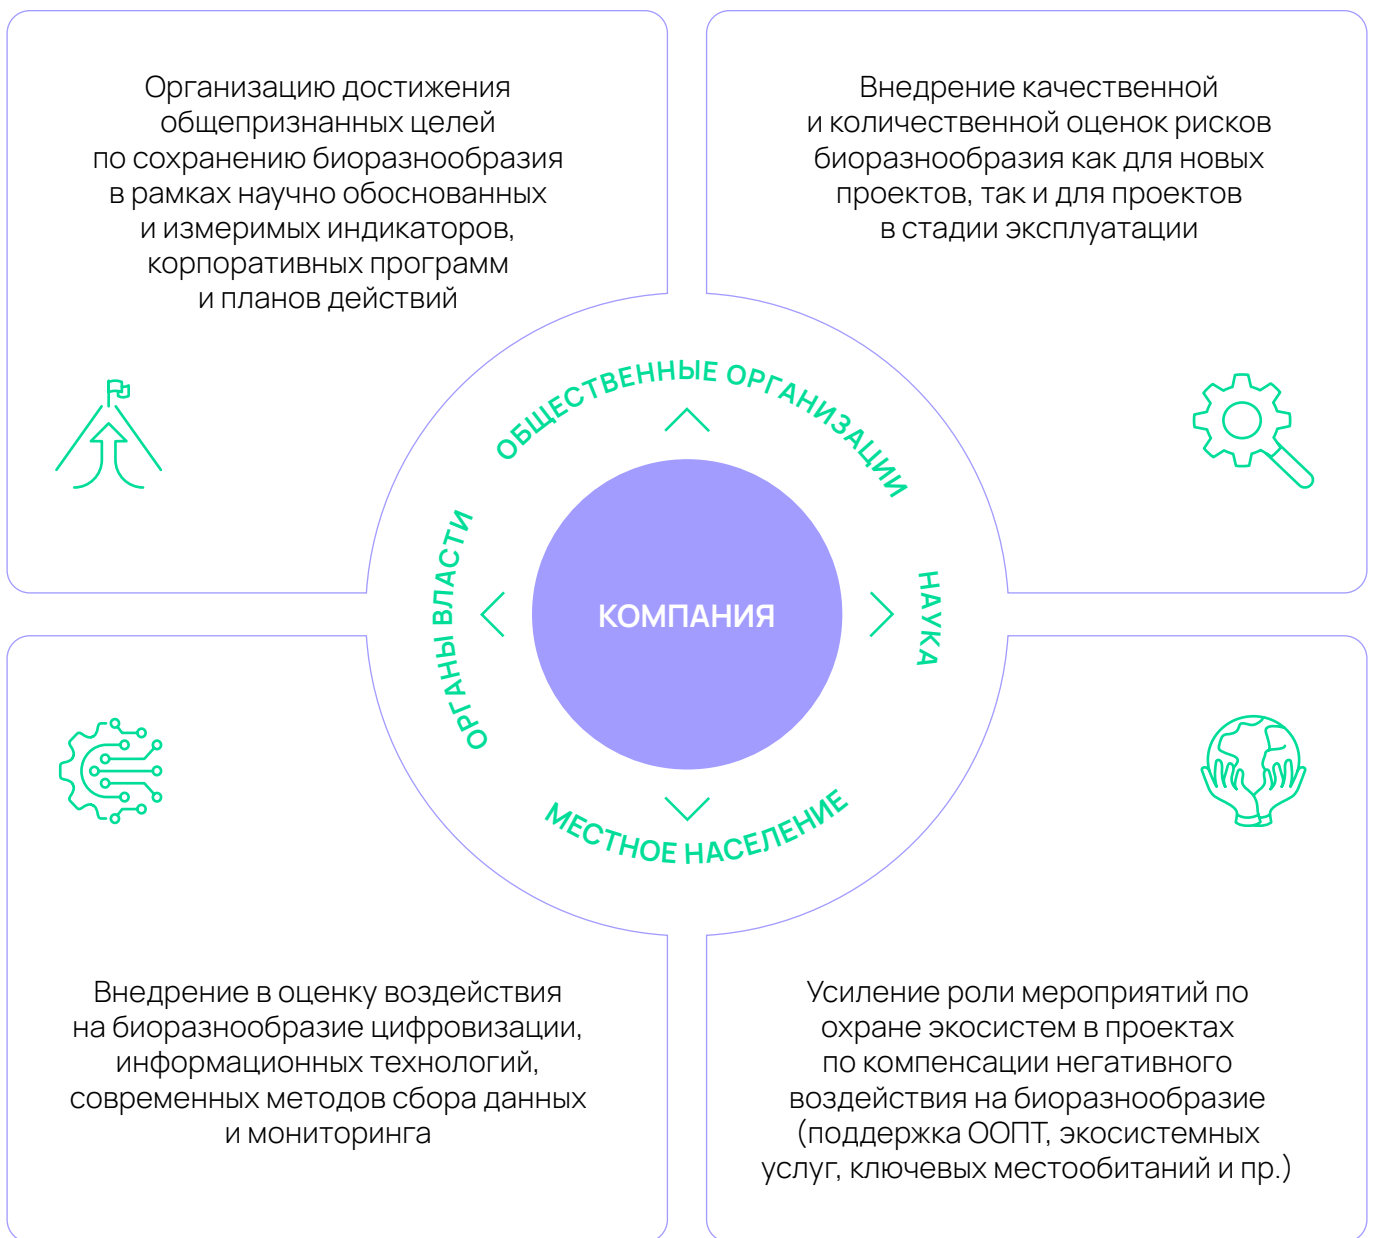 Организацию достижения
общепризнанных целей
по сохранению биоразнообразия
в рамках научно обоснованных
и измеримых индикаторов,
корпоративных программ
и планов действий
Внедрение качественной
и количественной оценок рисков
биоразнообразия как для новых
проектов, так и для проектов
в стадии эксплуатации
ОБЩЕСТВЕННЫЕ ОРГАНИЗАЦИИ
ОРГАНЫ ВЛАСТИ
КОМПАНИЯ
НАУКА
МЕСТНОЕ НАСЕЛЕНИЕ
Внедрение в оценку воздействия
на биоразнообразие цифровизации,
информационных технологий,
современных методов сбора данных
и мониторинга
Усиление роли мероприятий по
охране экосистем в проектах
по компенсации негативного
воздействия на биоразнообразие
(поддержка ООПТ, экосистемных
услуг, ключевых местообитаний и пр.)